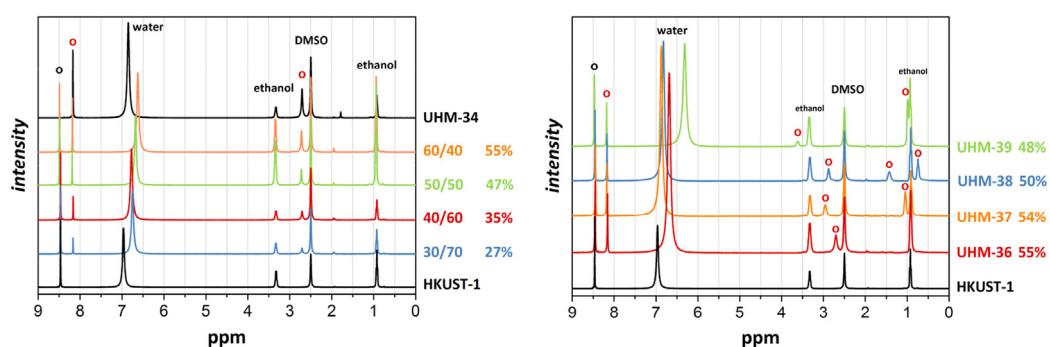 water
DMSO
ethanol
ethanol
o
o
o
UHM-34
60/40 55%
50/50 47%
40/60 35%
30/70 27%
HKUST-1
intensity
9 8 7 6 5 4 3 2 1 0
ppm
water
DMSO
ethanol
ethanol
o
o
o
o
o
o
o
o
UHM-39 48%
UHM-38 50%
UHM-37 54%
UHM-36 55%
HKUST-1
intensity
9 8 7 6 5 4 3 2 1 0
ppm